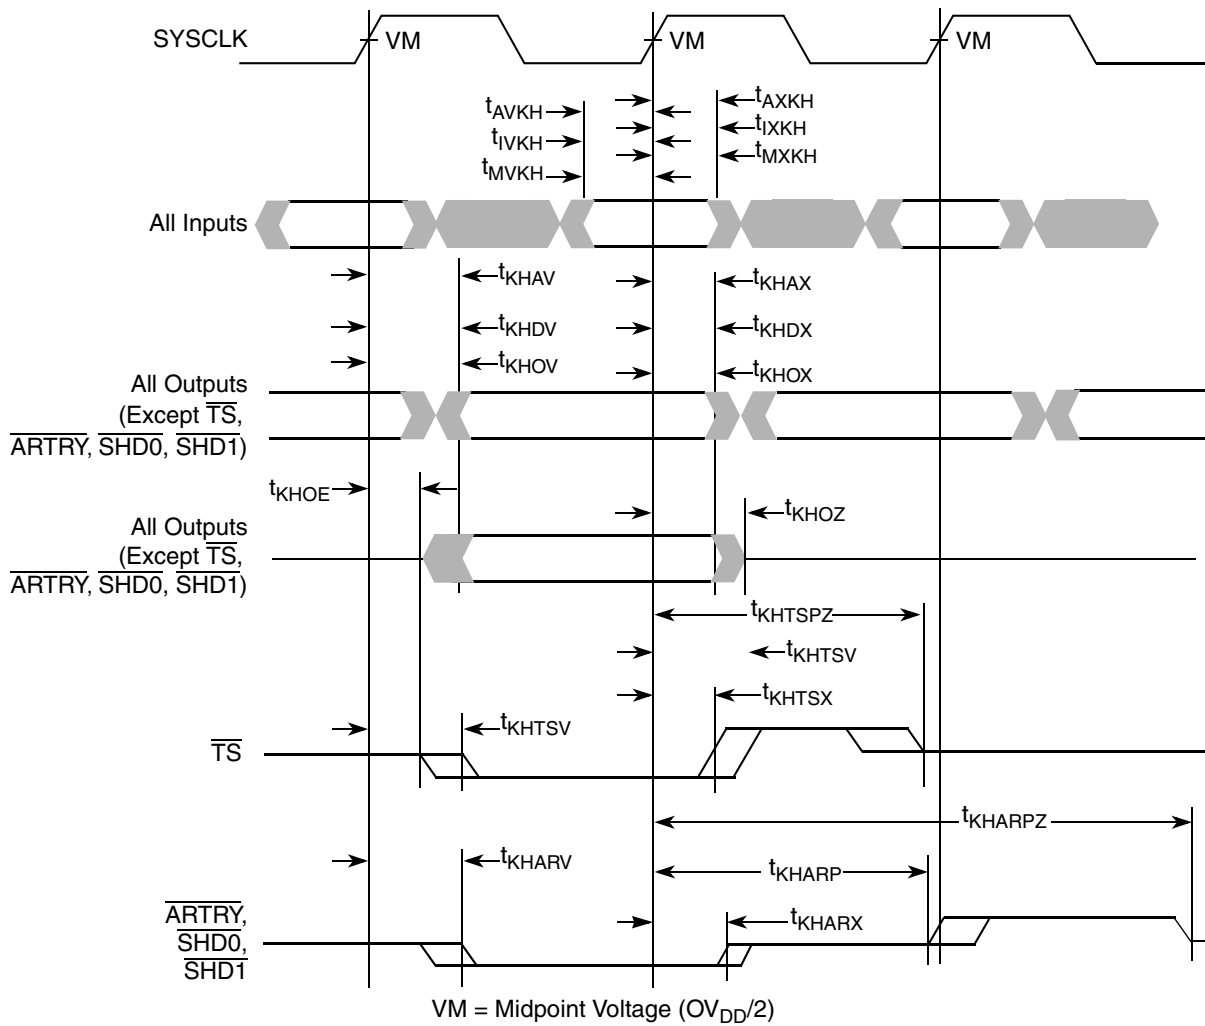 SYSCLK
VM
VM
VM
tAVKH
tAXKH
tIVKH
tIXKH
tMVKH
tMXKH
All Inputs
tKHAV
tKHAX
tKHDV
tKHDX
tKHOV
tKHOX
All Outputs
(Except TS,
ARTRY, SHD0, SHD1)
tKHOE
tKHOZ
All Outputs
(Except TS,
ARTRY, SHD0, SHD1)
tKHTSPZ
tKHTSV
tKHTSX
tKHTSV
TS
tKHARPZ
tKHARV
tKHARP
tKHARX
ARTRY,
SHD0,
SHD1
VM = Midpoint Voltage (OVDD/2)